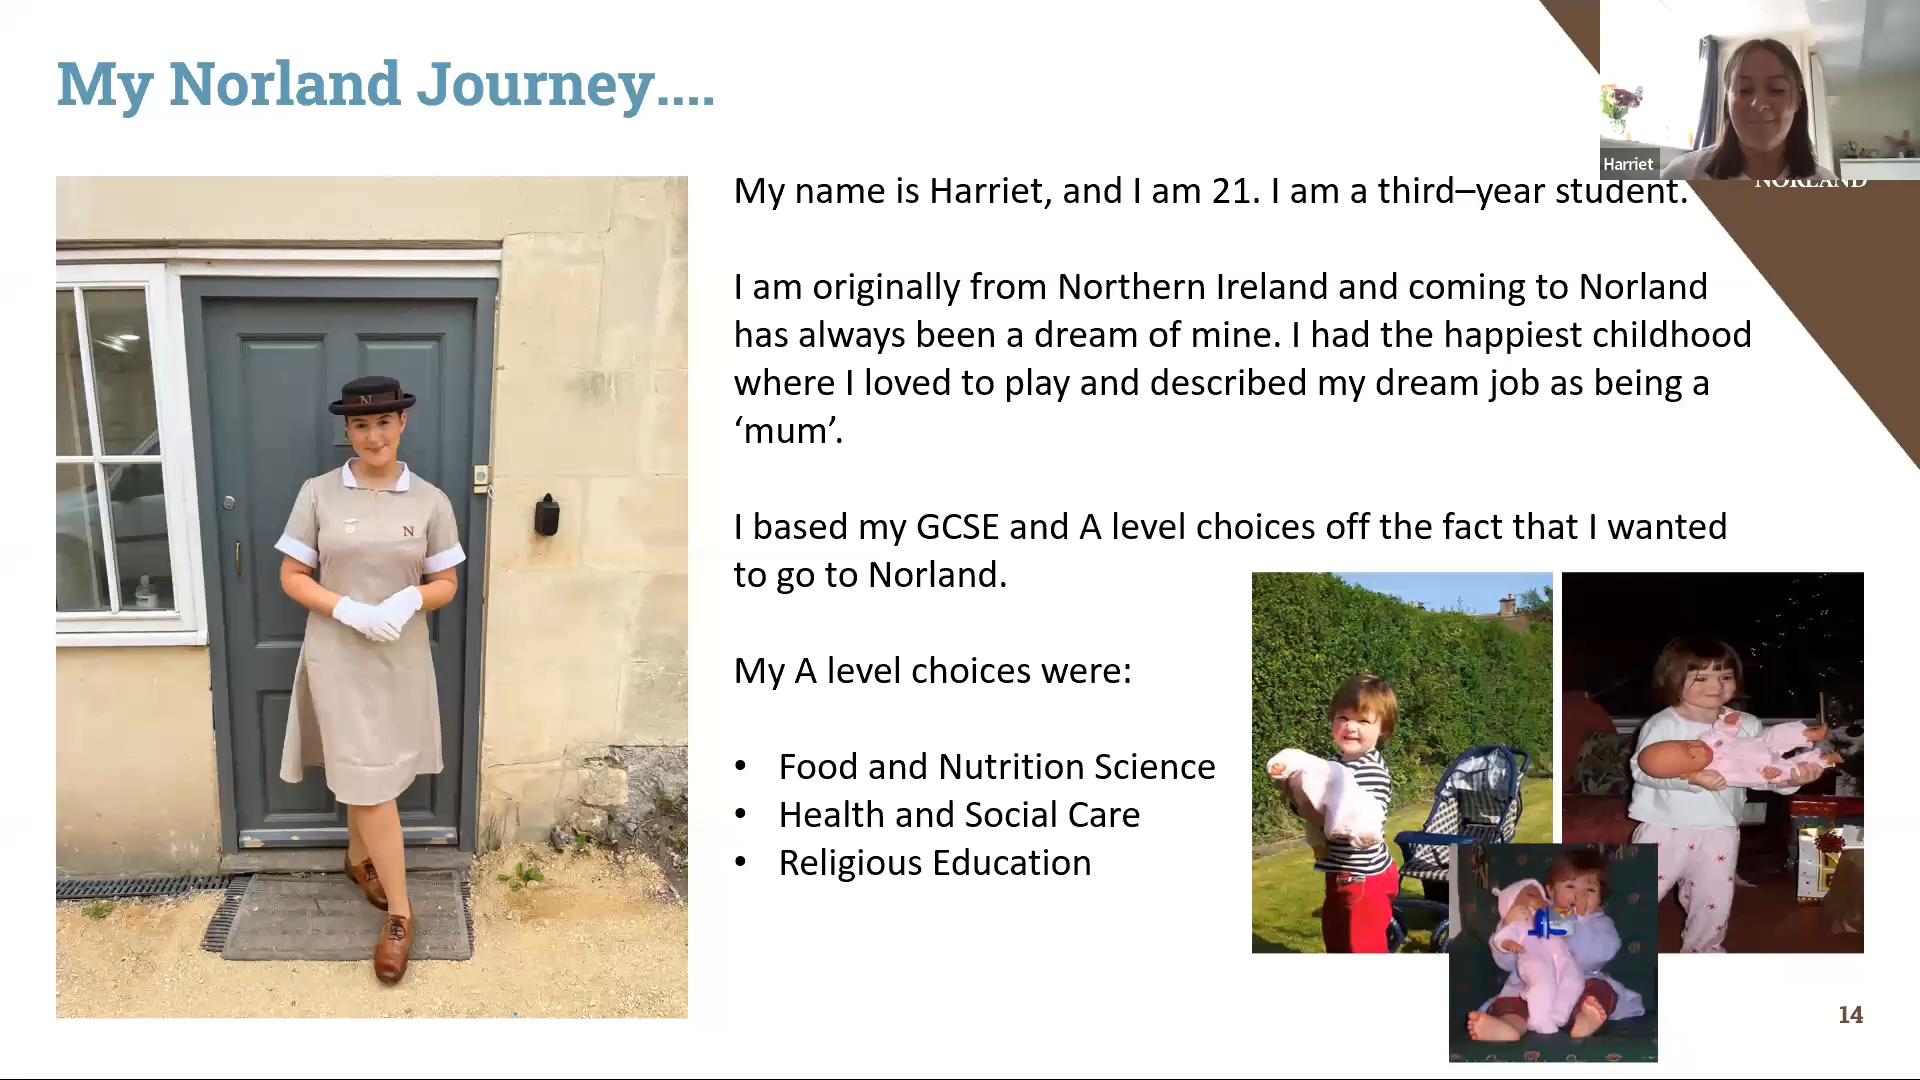 My Norland Journey....
Harriet
NORLAND
My name is Harriet, and I am 21. I am a third–year student.
I am originally from Northern Ireland and coming to Norland
has always been a dream of mine. I had the happiest childhood
where I loved to play and described my dream job as being a
‘mum’.
I based my GCSE and A level choices off the fact that I wanted
to go to Norland.
My A level choices were:
• Food and Nutrition Science
• Health and Social Care
• Religious Education
N
N
14